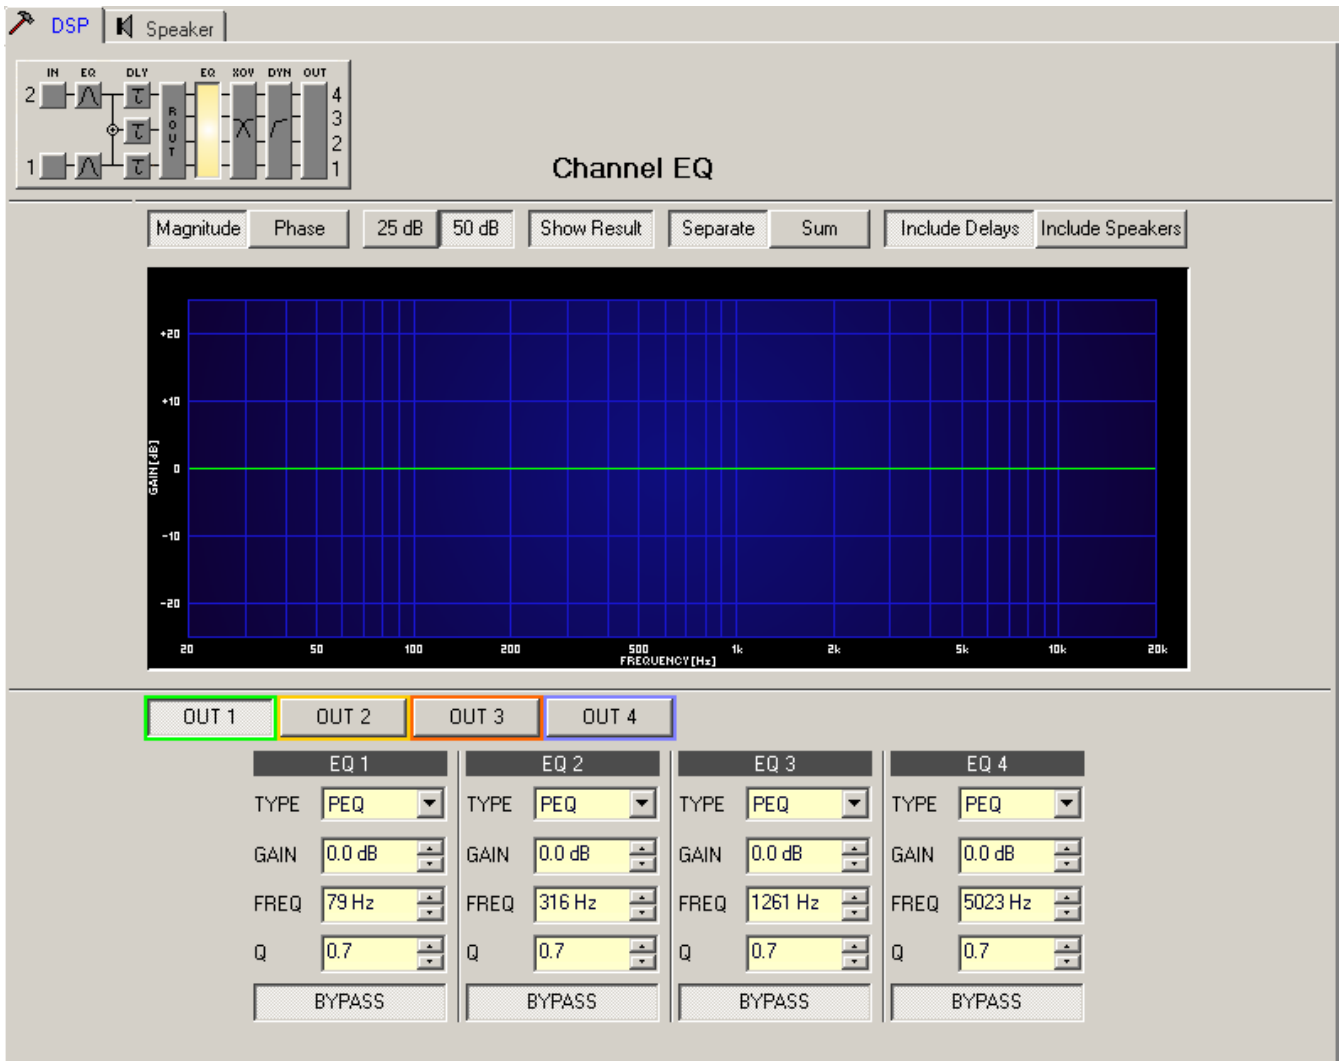 DSP Speaker
IN EQ DLY EQ XOV DYN OUT
2 τ 4
τ ROUT 3
2
1 τ 1
Channel EQ
Magnitude Phase 25 dB 50 dB Show Result Separate Sum Include Delays Include Speakers
+20
+10
0
-10
-20
GAIN[dB]
20 50 100 200 500 1k 2k 5k 10k 20k
FREQUENCY[Hz]
OUT 1 OUT 2 OUT 3 OUT 4
EQ 1 EQ 2 EQ 3 EQ 4
TYPE PEQ TYPE PEQ TYPE PEQ TYPE PEQ
GAIN 0.0 dB GAIN 0.0 dB GAIN 0.0 dB GAIN 0.0 dB
FREQ 79 Hz FREQ 316 Hz FREQ 1261 Hz FREQ 5023 Hz
Q 0.7 Q 0.7 Q 0.7 Q 0.7
BYPASS BYPASS BYPASS BYPASS